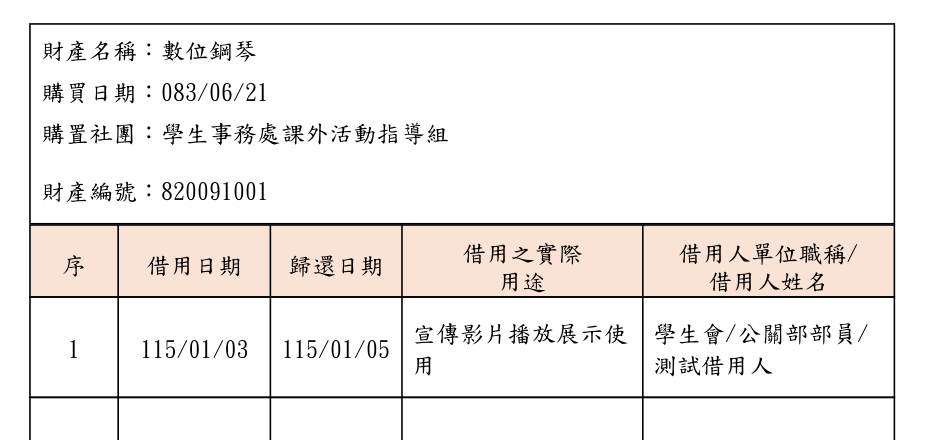 財產名稱：數位鋼琴
購買日期：083/06/21
購置社團：學生事務處課外活動指導組
財產編號：820091001
序
借用日期
歸還日期
借用之實際
用途
借用人單位職稱/
借用人姓名
1
115/01/03
115/01/05
宣傳影片播放展示使
用
學生會/公關部部員/
測試借用人